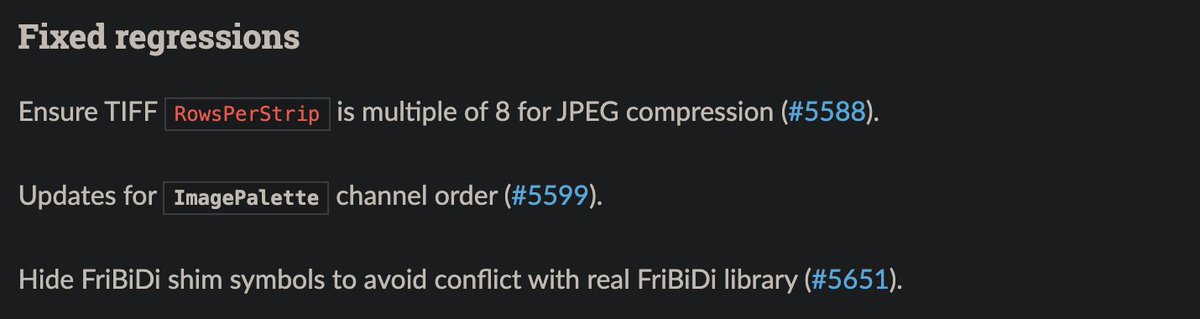 Fixed regressions
Ensure TIFF RowsPerStrip is multiple of 8 for JPEG compression (#5588).
Updates for ImagePalette channel order (#5599).
Hide FriBiDi shim symbols to avoid conflict with real FriBiDi library (#5651).